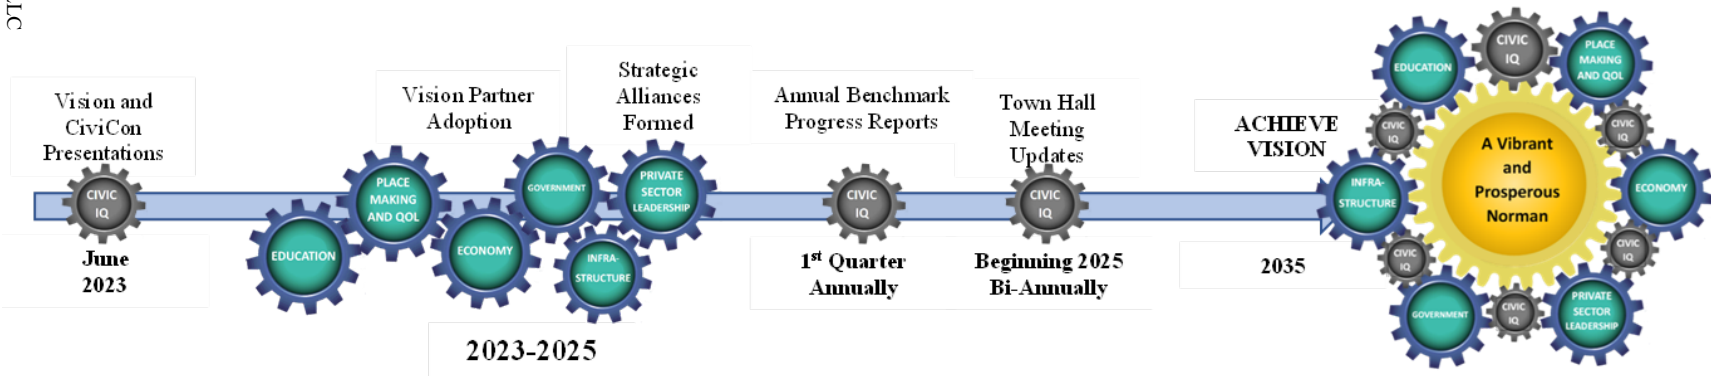 LLC
Vision and
CiviCon
Presentations
CIVIC
IQ
June
2023
Vision Partner
Adoption
Strategic
Alliances
Formed
EDUCATION
PLACE
MAKING
AND QOL
ECONOMY
GOVERNMENT
INFRA-
STRUCTURE
PRIVATE
SECTOR
LEADERSHIP
2023-2025
Annual Benchmark
Progress Reports
CIVIC
IQ
1st Quarter
Annually
Town Hall
Meeting
Updates
CIVIC
IQ
Beginning 2025
Bi-Annually
ACHIEVE
VISION
2035
A Vibrant
and
Prosperous
Norman
EDUCATION
CIVIC
IQ
PLACE
MAKING
AND QOL
CIVIC
IQ
CIVIC
IQ
INFRA-
STRUCTURE
ECONOMY
CIVIC
IQ
CIVIC
IQ
GOVERNMENT
CIVIC
IQ
PRIVATE
SECTOR
LEADERSHIP